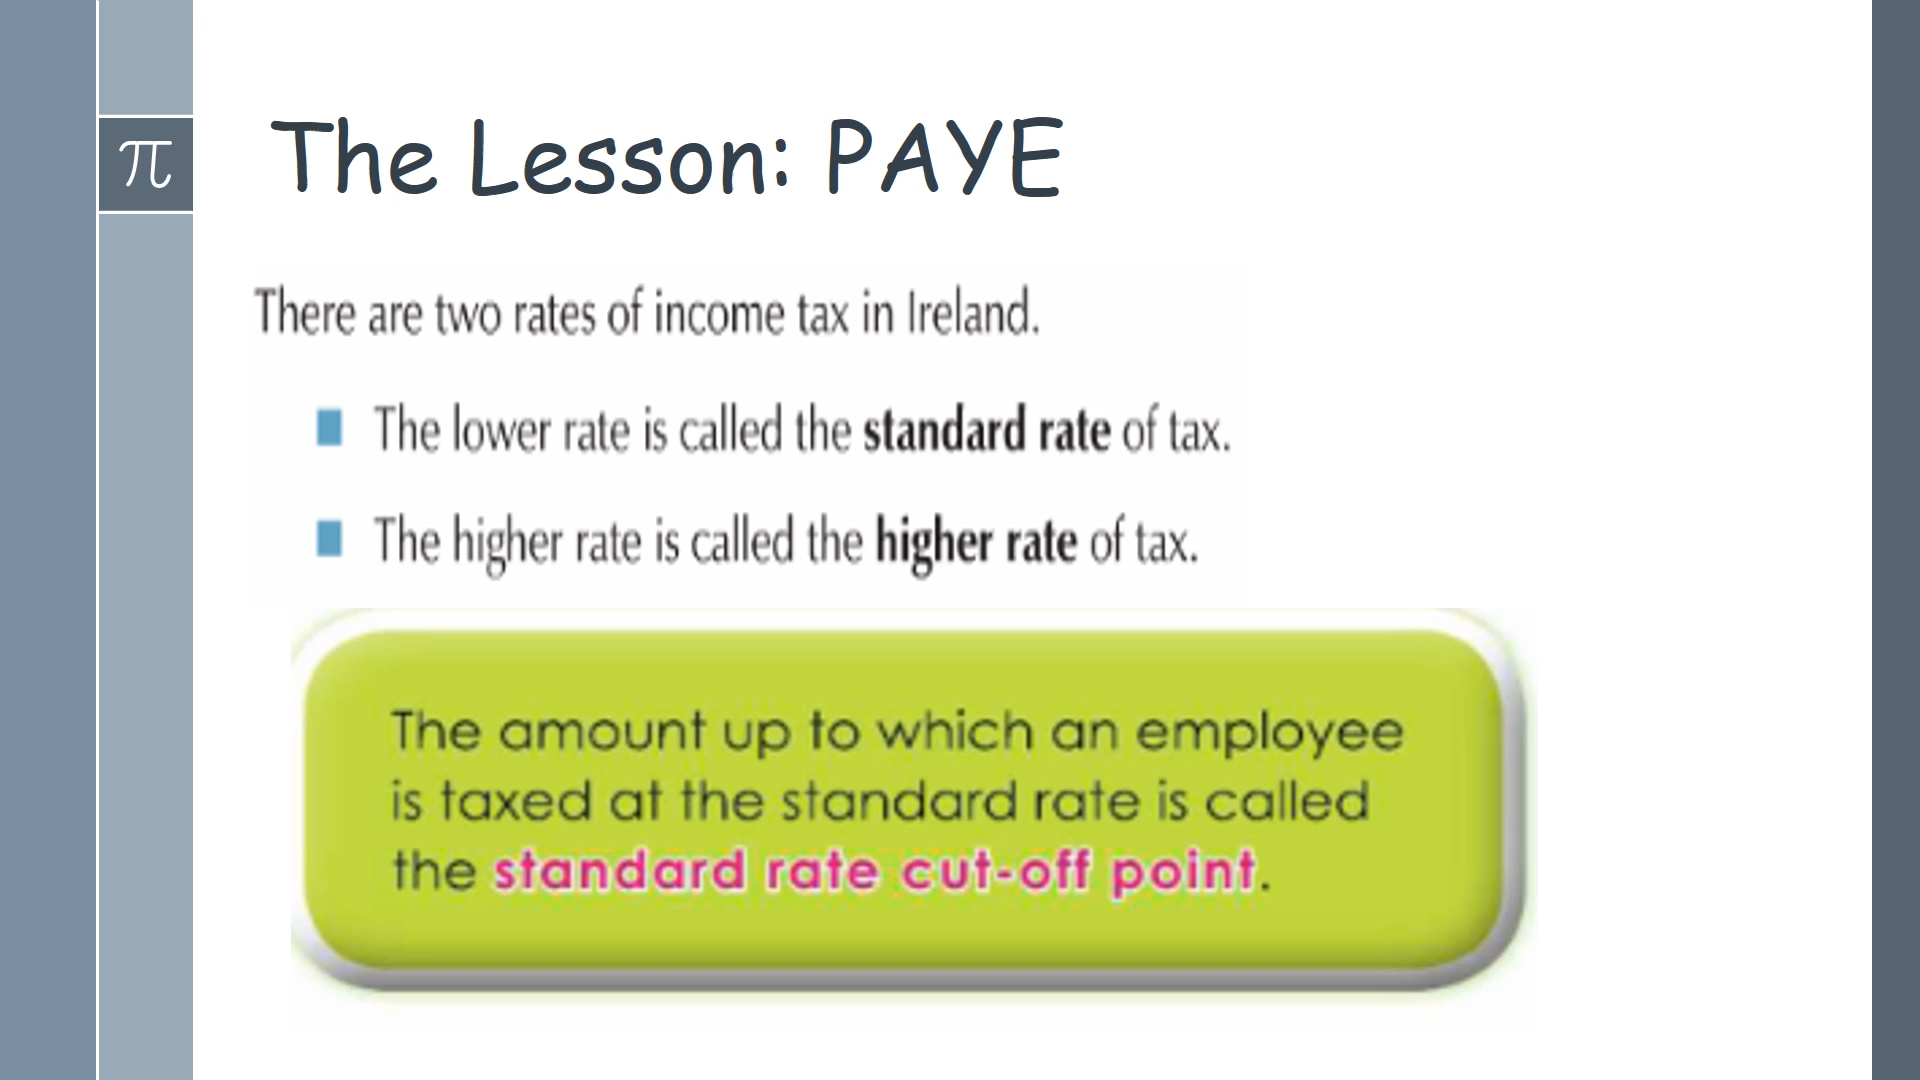 π
The Lesson: PAYE
There are two rates of income tax in Ireland.
The lower rate is called the standard rate of tax.
The higher rate is called the higher rate of tax.
The amount up to which an employee
is taxed at the standard rate is called
the standard rate cut-off point.